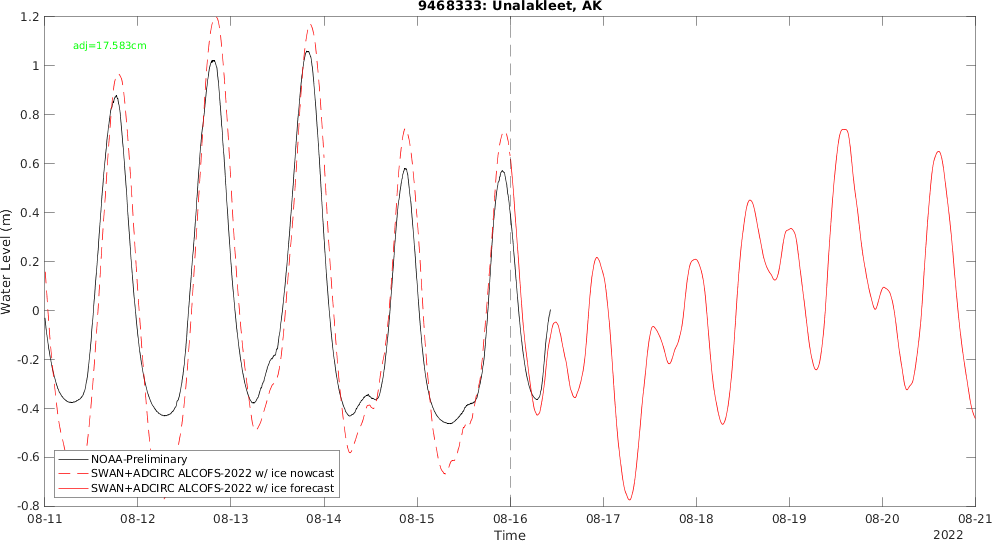 9468333: Unalakleet, AK
adj=17.583cm
1.2
1
0.8
0.6
0.4
0.2
0
-0.2
-0.4
-0.6
-0.8
Water Level (m)
NOAA-Preliminary
SWAN+ADCIRC ALCOFS-2022 w/ ice nowcast
SWAN+ADCIRC ALCOFS-2022 w/ ice forecast
08-11 08-12 08-13 08-14 08-15 08-16 08-17 08-18 08-19 08-20 08-21
Time
2022